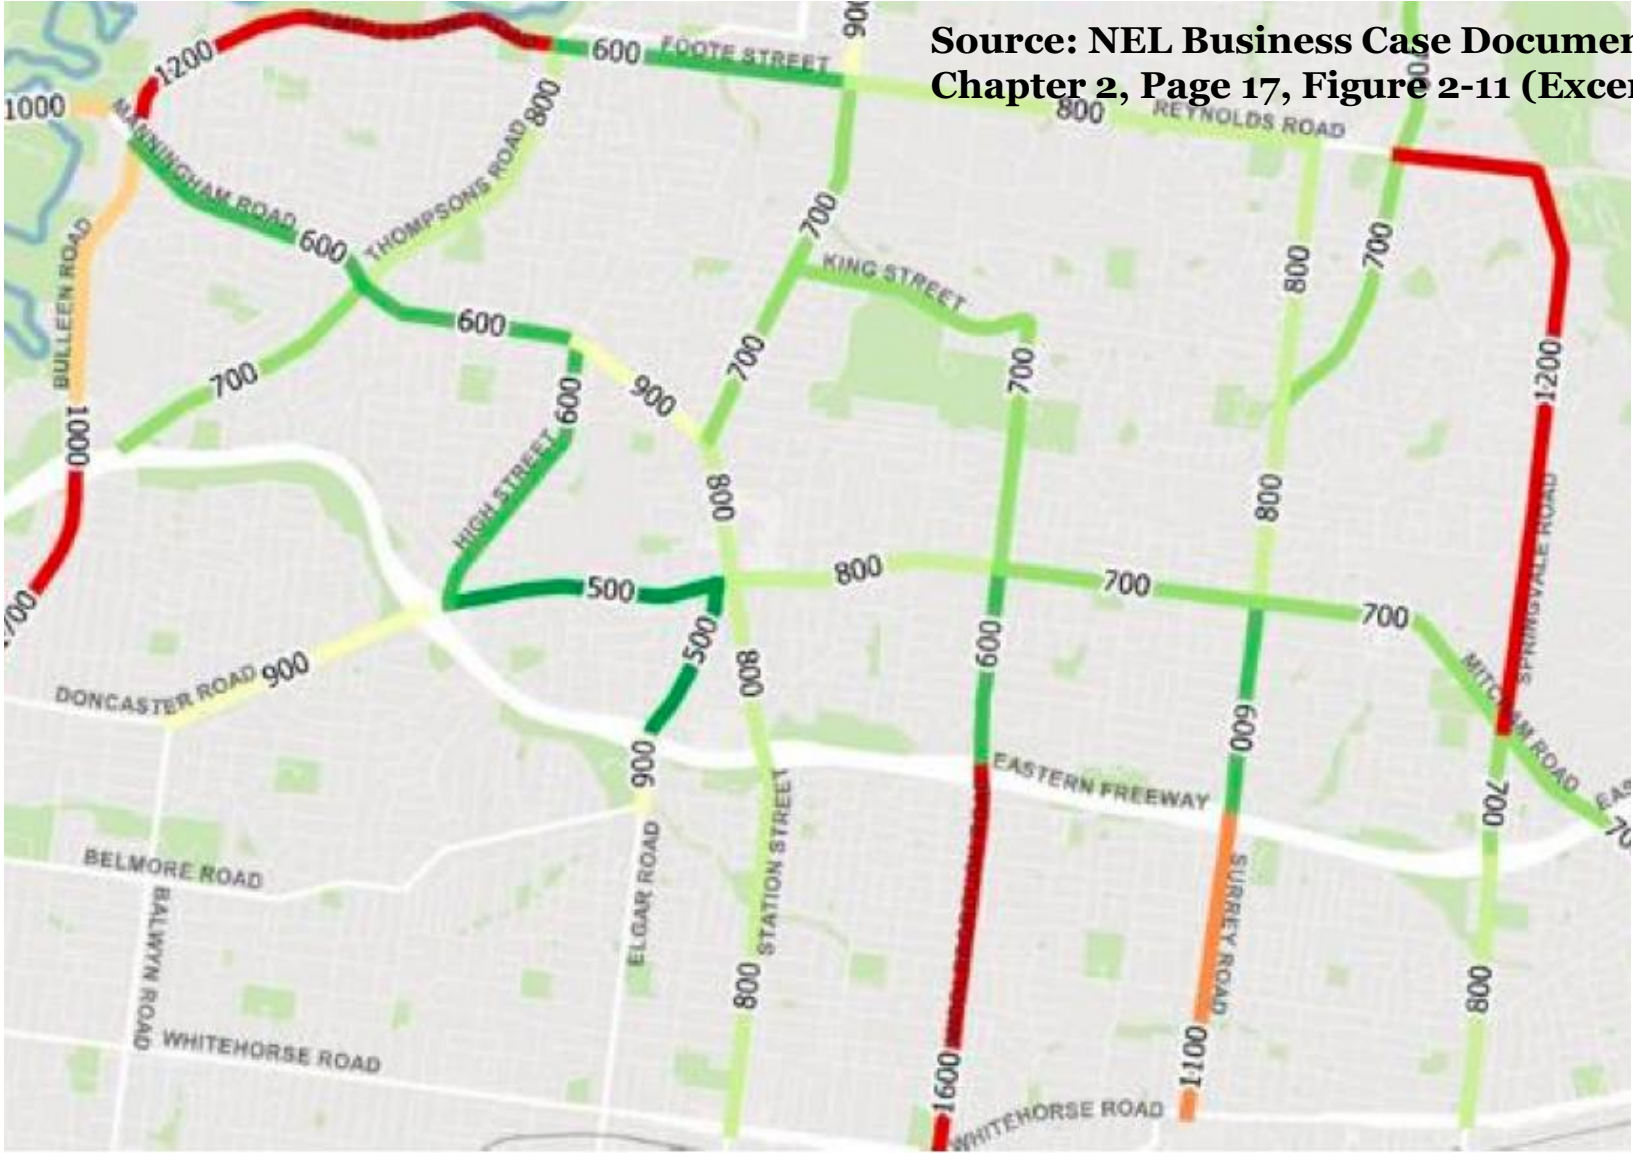 Source: NEL Business Case Documen
Chapter 2, Page 17, Figure 2-11 (Excer
900
1200
600
FOOTE STREET
1000
MANNINGHAM ROAD
800
THOMPSONS ROAD
800
REYNOLDS ROAD
BULLEEN ROAD
600
700
KING STREET
800
700
600
700
900
700
700
1200
600
1000
HIGH STREET
800
800
SPRINGVALE ROAD
500
800
700
700
500
600
800
900
DONCASTER ROAD
MITCHAM ROAD
600
900
EASTERN FREEWAY
700
EAS
70
BELMORE ROAD
BALWYN ROAD
ELGAR ROAD
STATION STREET
SURREY ROAD
800
800
WHITEHORSE ROAD
1600
1100
WHITEHORSE ROAD